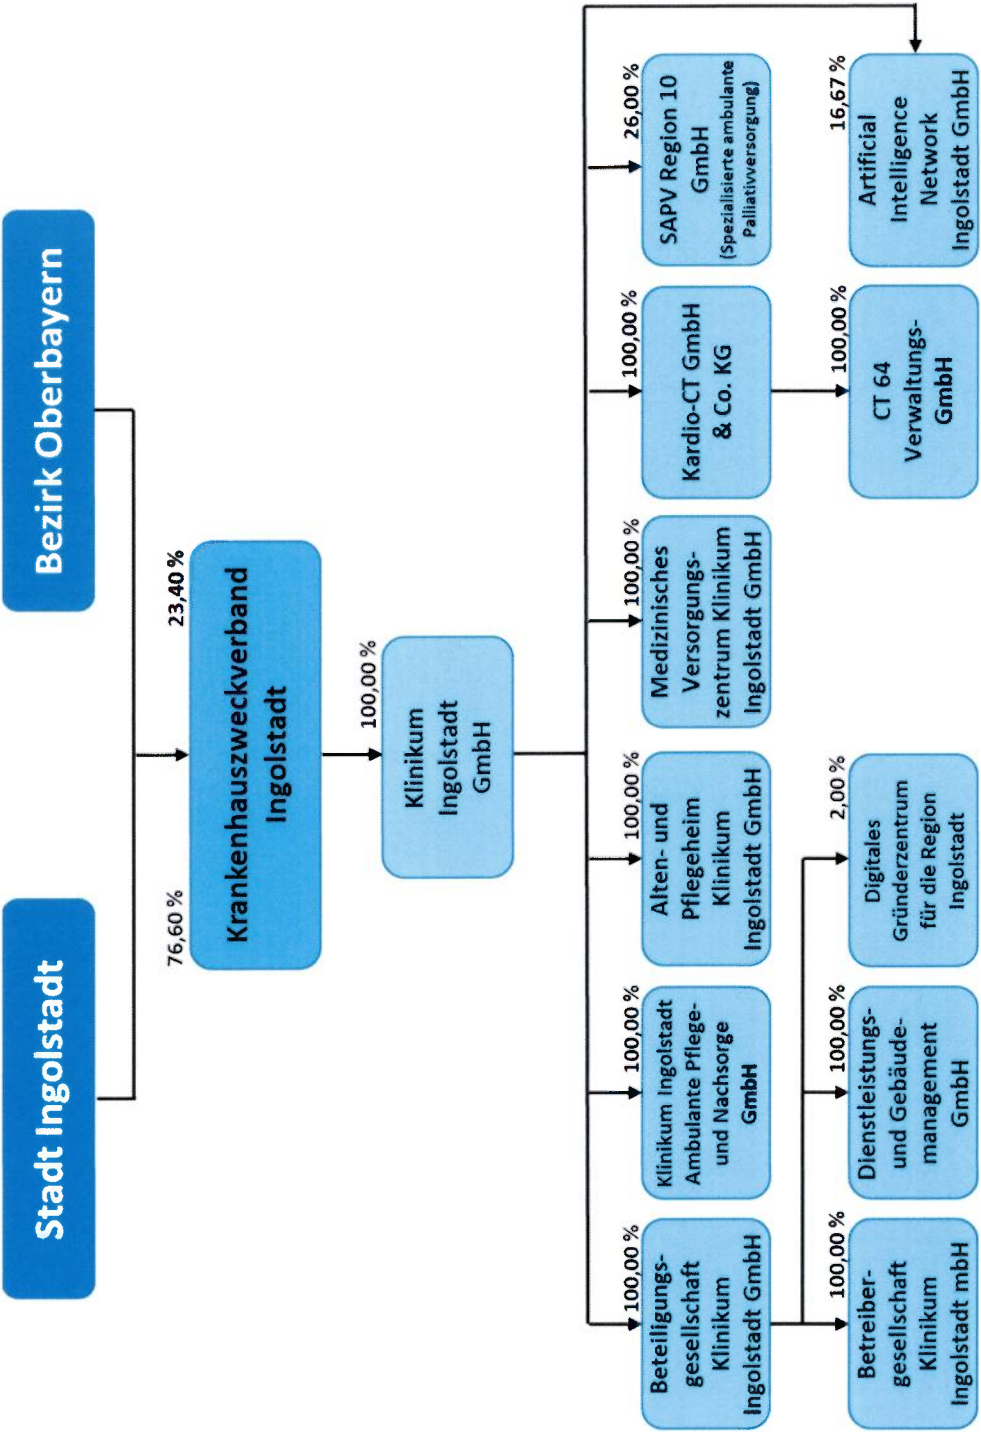 Stadt Ingolstadt
Bezirk Oberbayern
76,60 %
23,40 %
Krankenhauszweckverband
Ingolstadt
100,00 %
Klinikum
Ingolstadt
GmbH
100,00 %
Beteiligungs-
gesellschaft
Klinikum
Ingolstadt GmbH
100,00 %
Klinikum Ingolstadt
Ambulante Pflege-
und Nachsorge
GmbH
100,00 %
Alten- und
Pflegeheim
Klinikum
Ingolstadt GmbH
100,00 %
Medizinisches
Versorgungs-
zentrum Klinikum
Ingolstadt GmbH
100,00 %
Kardio-CT GmbH
& Co. KG
26,00 %
SAPV Region 10
GmbH
(Spezialisierte ambulante
Palliativversorgung)
100,00 %
Betreiber-
gesellschaft
Klinikum
Ingolstadt mbH
100,00 %
Dienstleistungs-
und Gebäude-
management
GmbH
2,00 %
Digitales
Gründerzentrum
für die Region
Ingolstadt
100,00 %
CT 64
Verwaltungs-
GmbH
16,67 %
Artificial
Intelligence
Network
Ingolstadt GmbH